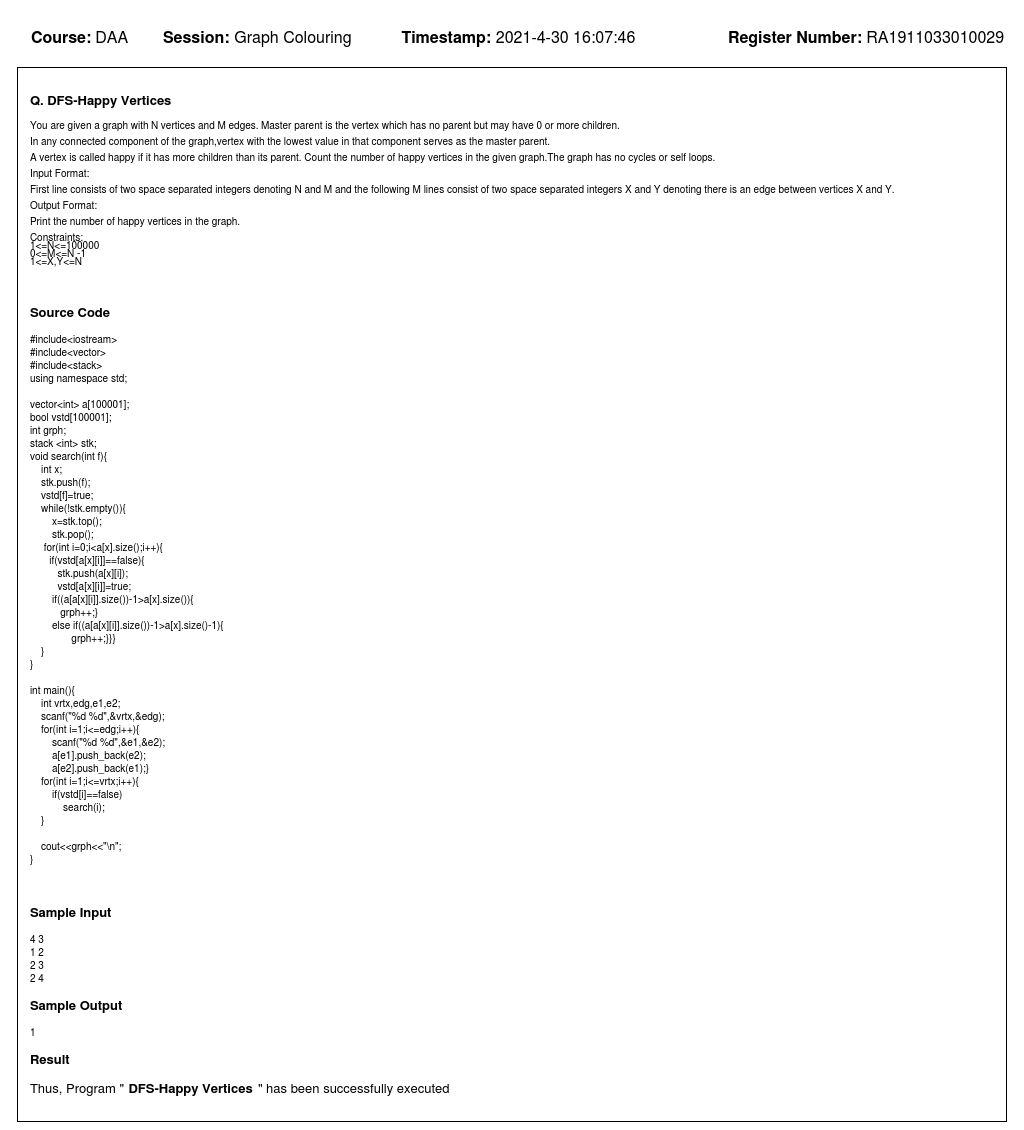 Course: DAA Session: Graph Colouring Timestamp: 2021-4-30 16:07:46 Register Number: RA1911033010029
Q. DFS-Happy Vertices
You are given a graph with N vertices and M edges. Master parent is the vertex which has no parent but may have 0 or more children.
In any connected component of the graph,vertex with the lowest value in that component serves as the master parent.
A vertex is called happy if it has more children than its parent. Count the number of happy vertices in the given graph.The graph has no cycles or self loops.
Input Format:
First line consists of two space separated integers denoting N and M and the following M lines consist of two space separated integers X and Y denoting there is an edge between vertices X and Y.
Output Format:
Print the number of happy vertices in the graph.
Constraints:
1<=N<=100000
0<=M<=N -1
1<=X,Y<=N
Source Code
#include<iostream>
#include<vector>
#include<stack>
using namespace std;
vector<int> a[100001];
bool vstd[100001];
int grph;
stack <int> stk;
void search(int f){
    int x;
    stk.push(f);
    vstd[f]=true;
    while(!stk.empty()){
        x=stk.top();
        stk.pop();
     for(int i=0;i<a[x].size();i++){
       if(vstd[a[x][i]]==false){
          stk.push(a[x][i]);
          vstd[a[x][i]]=true;
        if((a[a[x][i]].size())-1>a[x].size()){
           grph++;}
        else if((a[a[x][i]].size())-1>a[x].size()-1){
               grph++;}}}
    }
}
int main(){
    int vrtx,edg,e1,e2;
    scanf("%d %d",&vrtx,&edg);
    for(int i=1;i<=edg;i++){
        scanf("%d %d",&e1,&e2);
        a[e1].push_back(e2);
        a[e2].push_back(e1);}
    for(int i=1;i<=vrtx;i++){
        if(vstd[i]==false)
            search(i);
    }
    cout<<grph<<"\n";
}
Sample Input
4 3
1 2
2 3
2 4
Sample Output
1
Result
Thus, Program " DFS-Happy Vertices " has been successfully executed